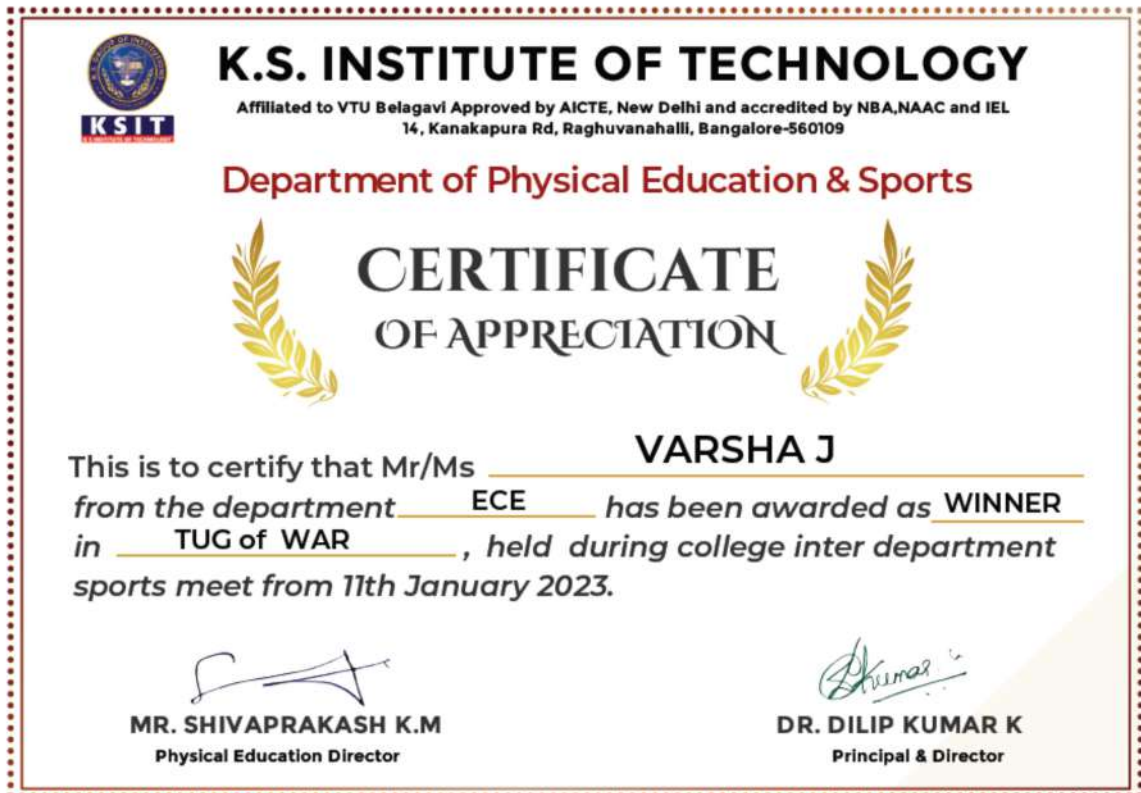 K.S. INSTITUTE OF TECHNOLOGY
Affiliated to VTU Belagavi Approved by AICTE, New Delhi and accredited by NBA,NAAC and IEL
14, Kanakapura Rd, Raghuvanahalli, Bangalore-560109
KSIT
Department of Physical Education & Sports
CERTIFICATE
OF APPRECIATION
This is to certify that Mr/Ms VARSHA J
from the department ECE has been awarded as WINNER
in TUG of WAR , held during college inter department
sports meet from 11th January 2023.
MR. SHIVAPRAKASH K.M
Physical Education Director
DR. DILIP KUMAR K
Principal & Director